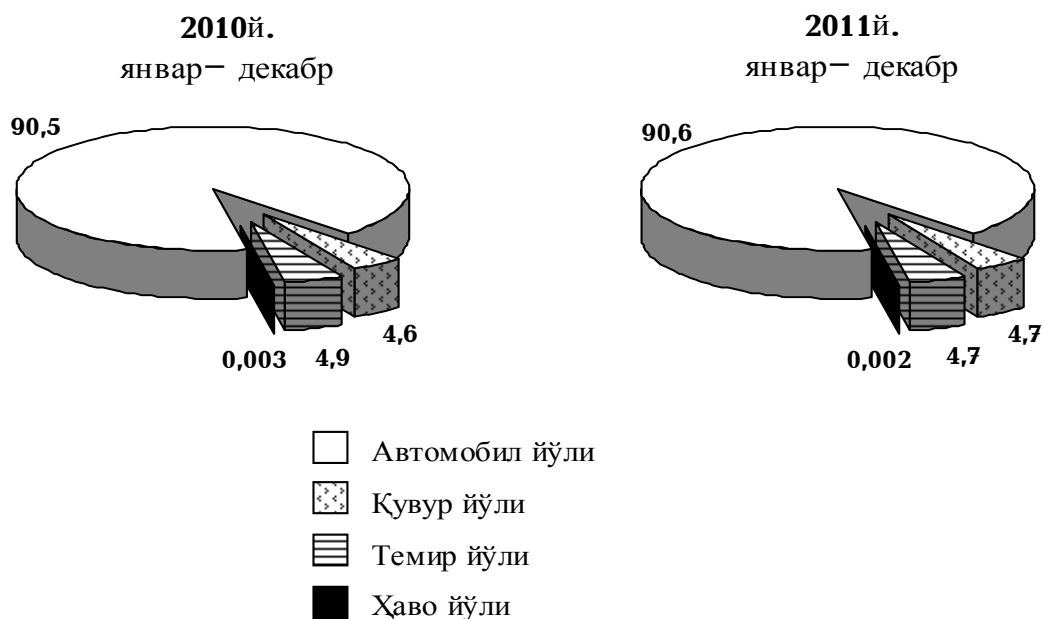 2010й.
январ— декабр
90,5
0,003
4,9
4,6
2011й.
январ— декабр
90,6
0,002
4,7
4,7
Автомобил йўли
Қувур йўли
Темир йўли
Ҳаво йўли